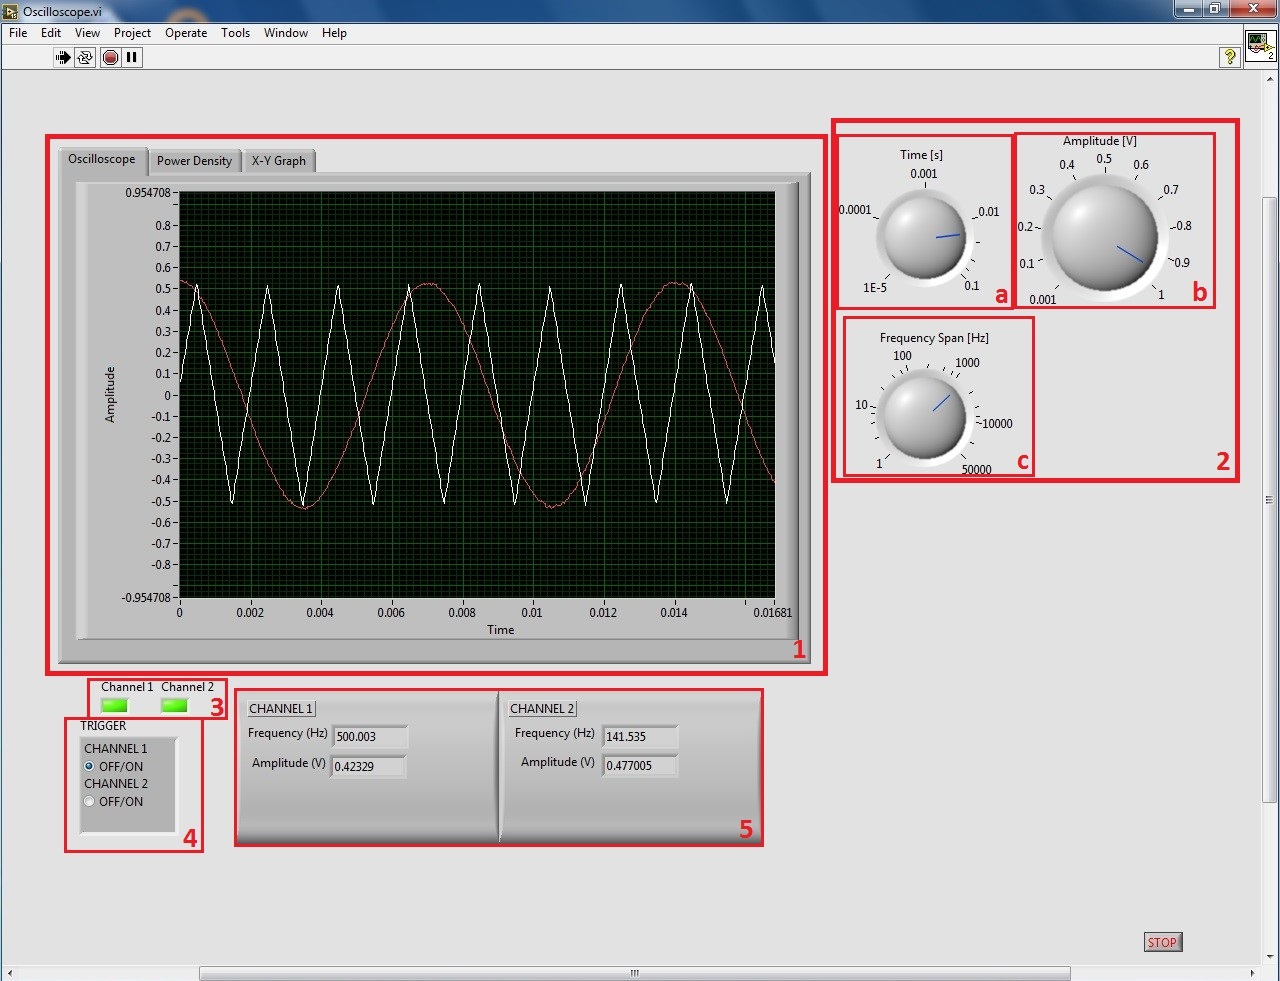 Oscilloscope.vi
File Edit View Project Operate Tools Window Help
2
Oscilloscope Power Density X-Y Graph
0.954708
0.8
0.7
0.6
0.5
0.4
0.3
0.2
0.1
0
-0.1
-0.2
-0.3
-0.4
-0.5
-0.6
-0.7
-0.8
-0.954708
Amplitude
0 0.002 0.004 0.006 0.008 0.01 0.012 0.014 0.01681
Time
1
Time [s]
0.001
0.0001 0.01
1E-5 0.1
a
Amplitude [V]
0.5
0.4 0.6
0.3 0.7
0.2 0.8
0.1 0.9
0.001 1
b
Frequency Span [Hz]
100 1000
10 10000
1 50000
c
2
Channel 1 Channel 2
3
TRIGGER
CHANNEL 1
OFF/ON
CHANNEL 2
OFF/ON
4
CHANNEL 1
Frequency (Hz) 500.003
Amplitude (V) 0.42329
CHANNEL 2
Frequency (Hz) 141.535
Amplitude (V) 0.477005
5
STOP